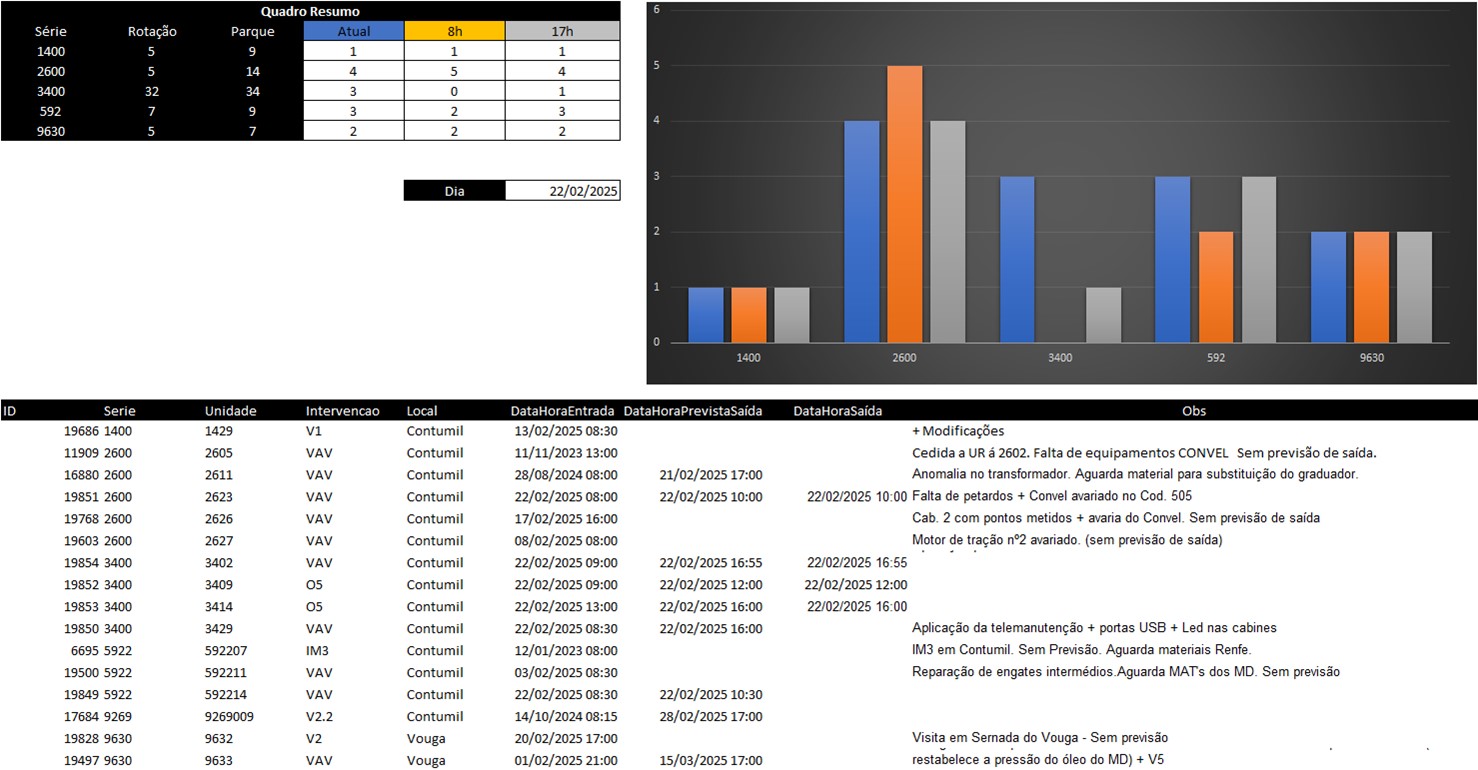 Quadro Resumo
Série Rotação Parque Atual 8h 17h
1400 5 9 1 1 1
2600 5 14 4 5 4
3400 32 34 3 0 1
592 7 9 3 2 3
9630 5 7 2 2 2
Dia 22/02/2025
6
5
4
3
2
1
0
1400 2600 3400 592 9630
ID Serie Unidade Intervencao Local DataHoraEntrada DataHoraPrevistaSaída DataHoraSaída Obs
19686 1400 1429 V1 Contumil 13/02/2025 08:30 + Modificações
11909 2600 2605 VAV Contumil 11/11/2023 13:00 Cedida a UR á 2602. Falta de equipamentos CONVEL Sem previsão de saída.
16880 2600 2611 VAV Contumil 28/08/2024 08:00 21/02/2025 17:00 Anomalia no transformador. Aguarda material para substituição do graduador.
19851 2600 2623 VAV Contumil 22/02/2025 08:00 22/02/2025 10:00 22/02/2025 10:00 Falta de petardos + Convel avariado no Cod. 505
19768 2600 2626 VAV Contumil 17/02/2025 16:00 Cab. 2 com pontos metidos + avaria do Convel. Sem previsão de saída
19603 2600 2627 VAV Contumil 08/02/2025 08:00 Motor de tração nº2 avariado. (sem previsão de saída)
19854 3400 3402 VAV Contumil 22/02/2025 09:00 22/02/2025 16:55 22/02/2025 16:55
19852 3400 3409 O5 Contumil 22/02/2025 09:00 22/02/2025 12:00 22/02/2025 12:00
19853 3400 3414 O5 Contumil 22/02/2025 13:00 22/02/2025 16:00 22/02/2025 16:00
19850 3400 3429 VAV Contumil 22/02/2025 08:30 22/02/2025 16:00 Aplicação da telemanutenção + portas USB + Led nas cabines
6695 5922 592207 IM3 Contumil 12/01/2023 08:00 IM3 em Contumil. Sem Previsão. Aguarda materiais Renfe.
19500 5922 592211 VAV Contumil 03/02/2025 08:30 Reparação de engates intermédios.Aguarda MAT's dos MD. Sem previsão
19849 5922 592214 VAV Contumil 22/02/2025 08:30 22/02/2025 10:30
17684 9269 9269009 V2.2 Contumil 14/10/2024 08:15 28/02/2025 17:00
19828 9630 9632 V2 Vouga 20/02/2025 17:00 Visita em Sernada do Vouga - Sem previsão
19497 9630 9633 VAV Vouga 01/02/2025 21:00 15/03/2025 17:00 restabelece a pressão do óleo do MD) + V5